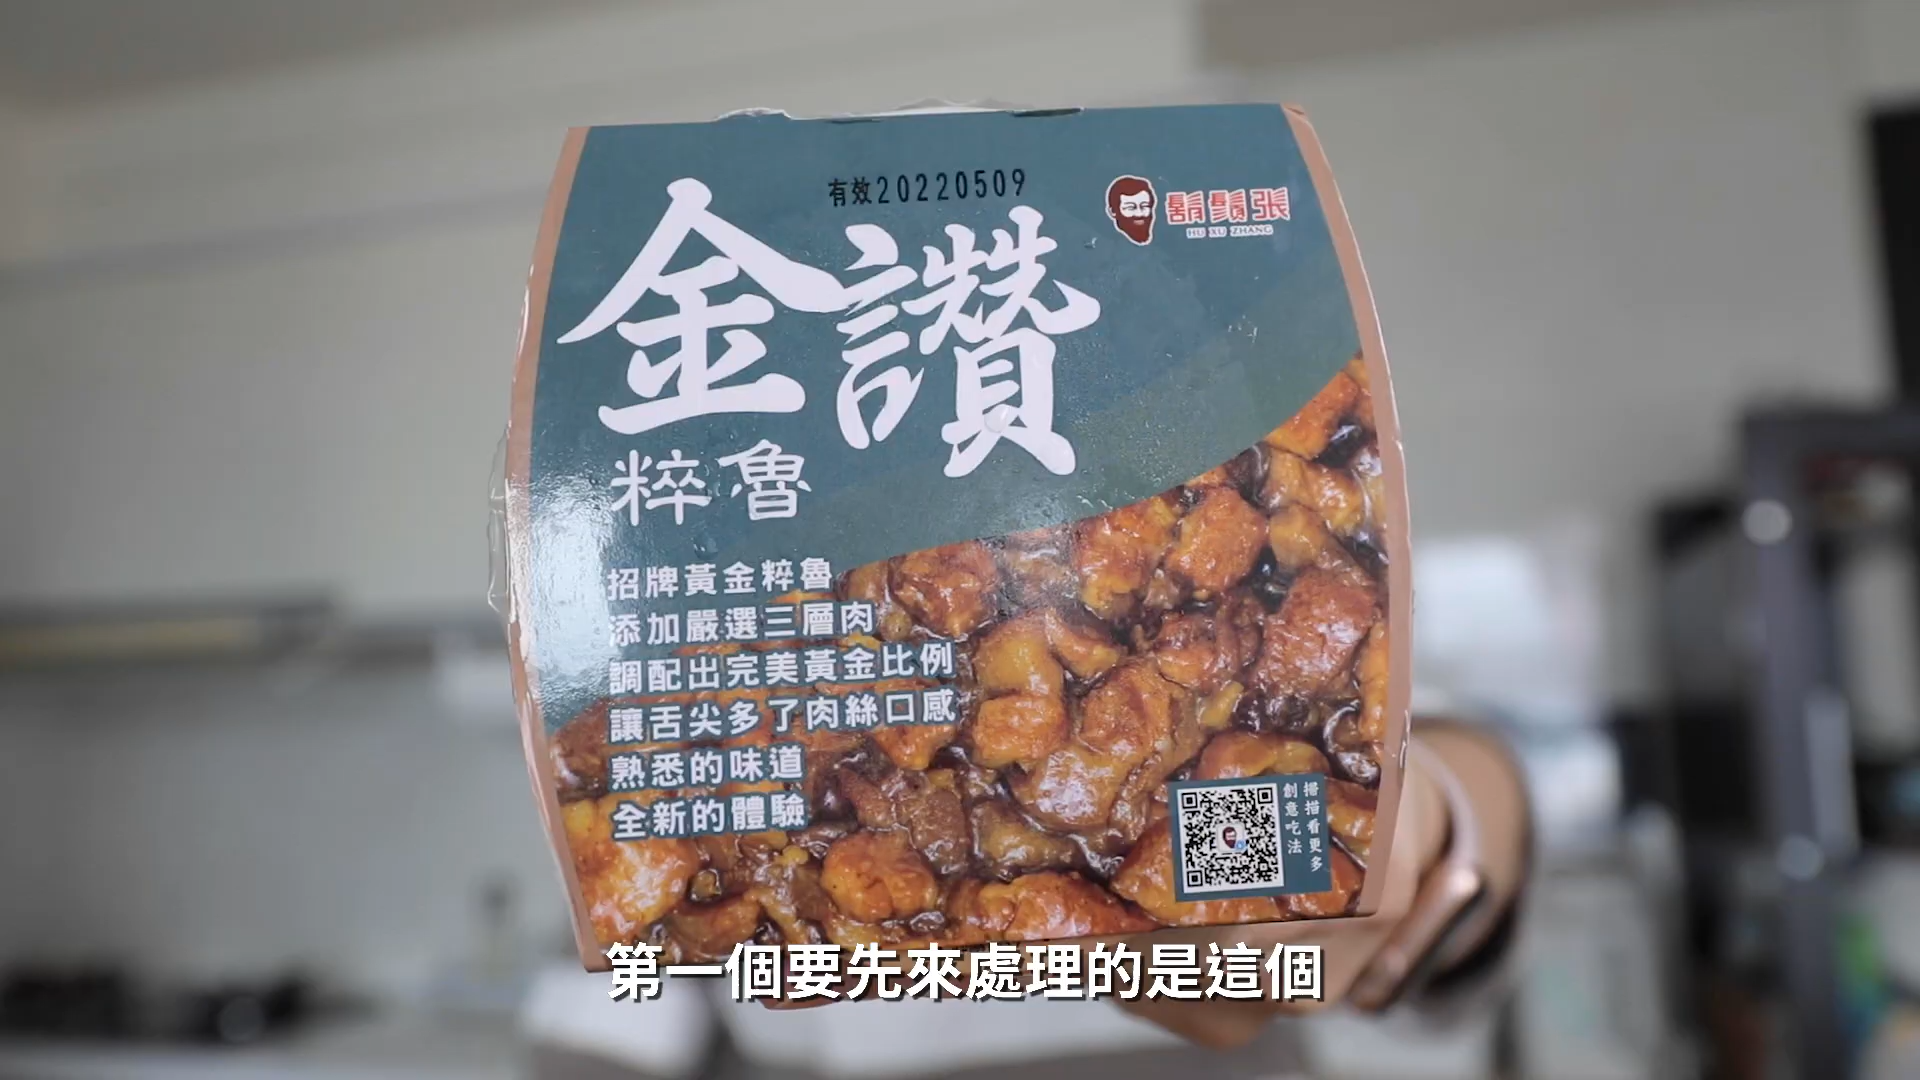 有效20220509
鬍鬚張
HU XU ZHANG
金讚
粹魯
招牌黃金粹魯
添加嚴選三層肉
調配出完美黃金比例
讓舌尖多了肉絲口感
熟悉的味道
全新的體驗
掃描看更多
創意吃法
第一個要先來處理的是這個